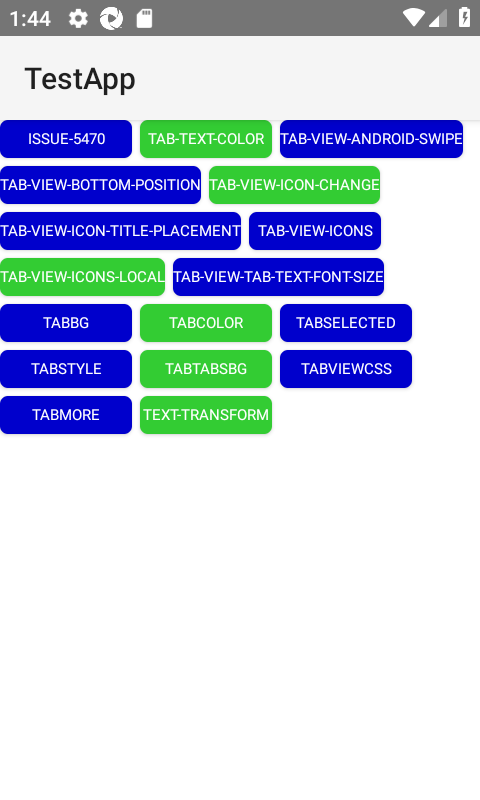 1:44
TestApp
ISSUE-5470 TAB-TEXT-COLOR TAB-VIEW-ANDROID-SWIPE
TAB-VIEW-BOTTOM-POSITION TAB-VIEW-ICON-CHANGE
TAB-VIEW-ICON-TITLE-PLACEMENT TAB-VIEW-ICONS
TAB-VIEW-ICONS-LOCAL TAB-VIEW-TAB-TEXT-FONT-SIZE
TABBG TABCOLOR TABSELECTED
TABSTYLE TABTABSBG TABVIEWCSS
TABMORE TEXT-TRANSFORM